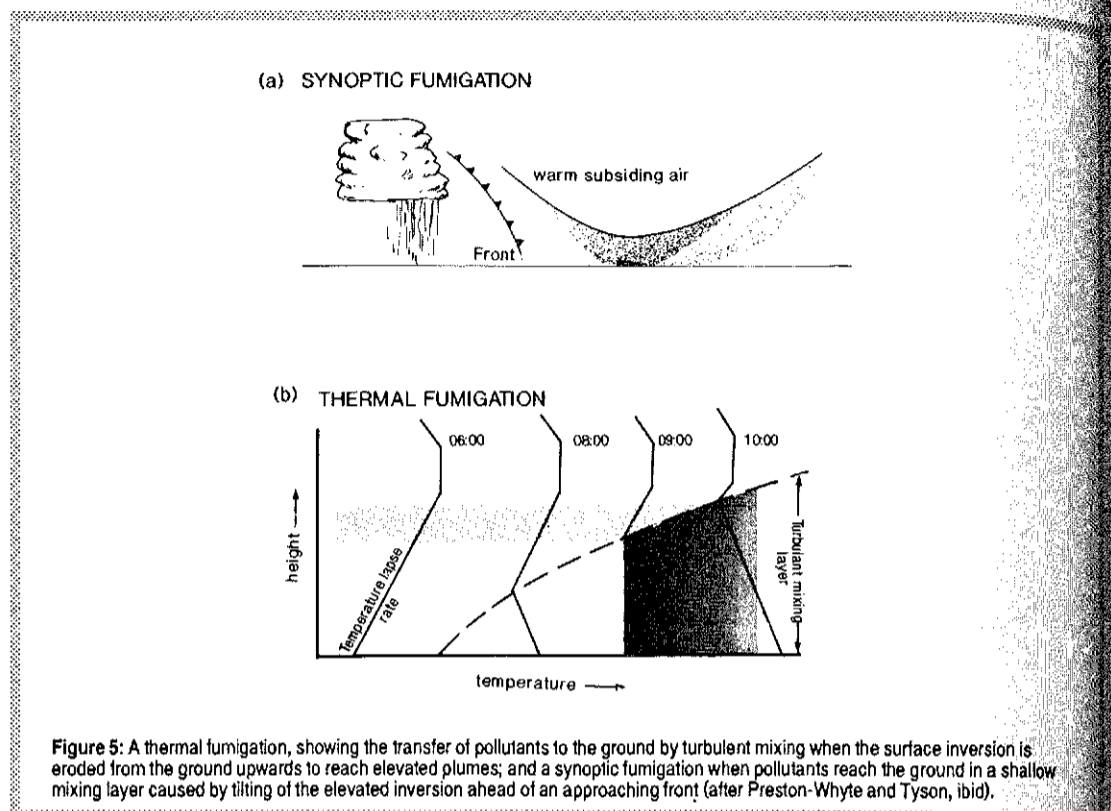 (a) SYNOPTIC FUMIGATION
warm subsiding air
Front
(b) THERMAL FUMIGATION
06:00 08:00 09:00 10:00
height
Temperature lapse
rate
Turbulant mixing
layer
temperature
Figure 5: A thermal fumigation, showing the transfer of pollutants to the ground by turbulent mixing when the surface inversion is
eroded from the ground upwards to reach elevated plumes; and a synoptic fumigation when pollutants reach the ground in a shallow
mixing layer caused by tilting of the elevated inversion ahead of an approaching front (after Preston-Whyte and Tyson, ibid).